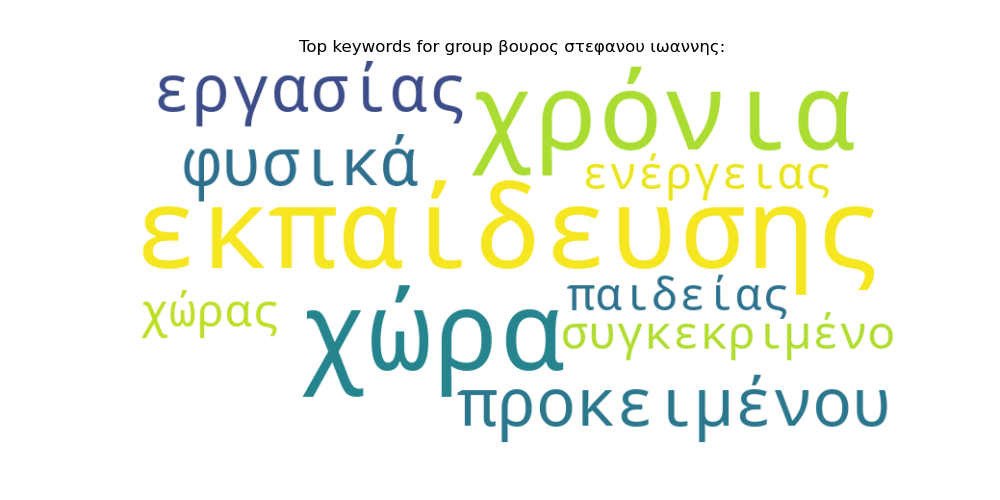 Top keywords for group βουρος στεφανου ιωαννης:
εργασίας
χρόνια
φυσικά
ενέργειας
εκπαίδευσης
παιδείας
χώρας
χώρα
συγκεκριμένο
προκειμένου